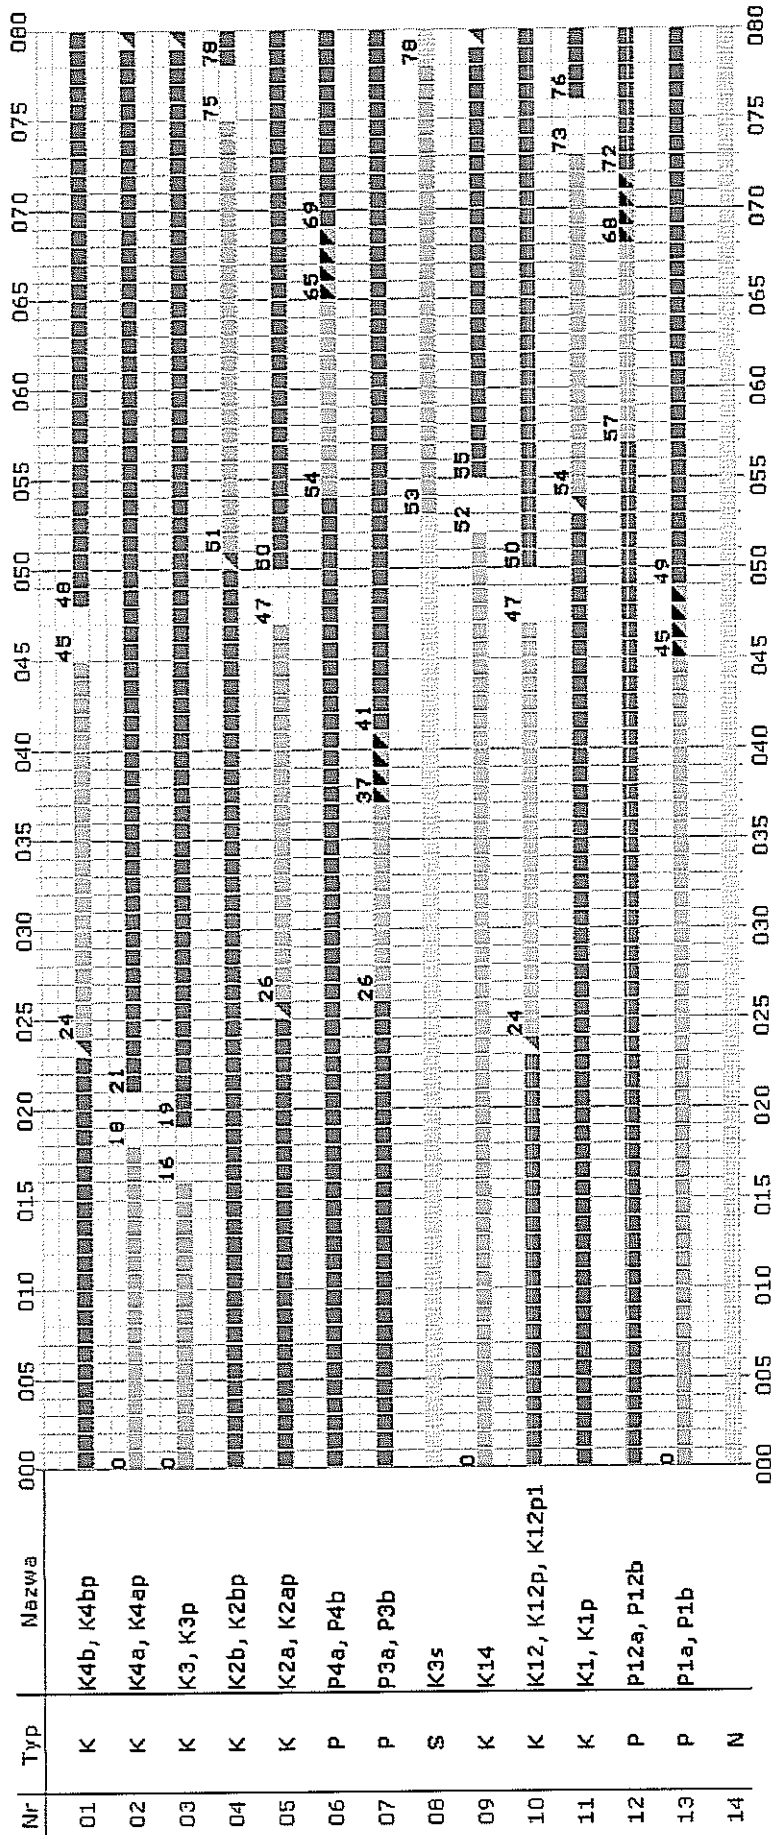 Nr Typ Nazwa 000 005 010 015 020 025 030 035 040 045 050 055 060 065 070 075 080
01 K K4b, K4bp 24 45 48
02 K K4a, K4ap 0 18 21
03 K K3, K3p 0 16 19
04 K K2b, K2bp 51 75 78
05 K K2a, K2ap 26 47 50
06 P P4a, P4b 54 65 69
07 P P3a, P3b 26 37 41
08 S K3s 53 78
09 K K14 0 52 55
10 K K12, K12p, K12p1 24 47 50
11 K K1, K1p 54 73 76
12 P P12a, P12b 57 68 72
13 P P1a, P1b 0 45 49
14 N
000 005 010 015 020 025 030 035 040 045 050 055 060 065 070 075 080